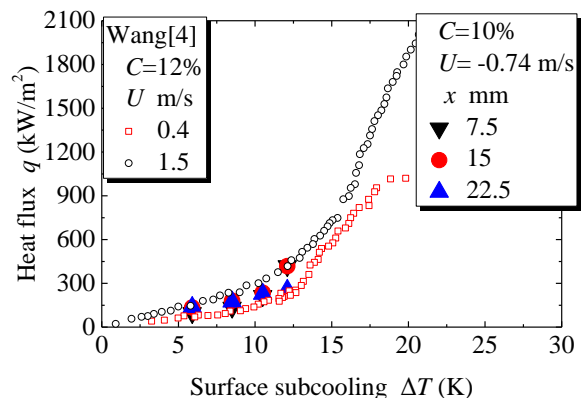 2100
1800
1500
1200
900
600
300
0
Heat flux q (kW/m²)
Wang[4]
C=12%
U m/s
0.4
1.5
C=10%
U= -0.74 m/s
x mm
7.5
15
22.5
0 5 10 15 20 25 30
Surface subcooling ΔT (K)